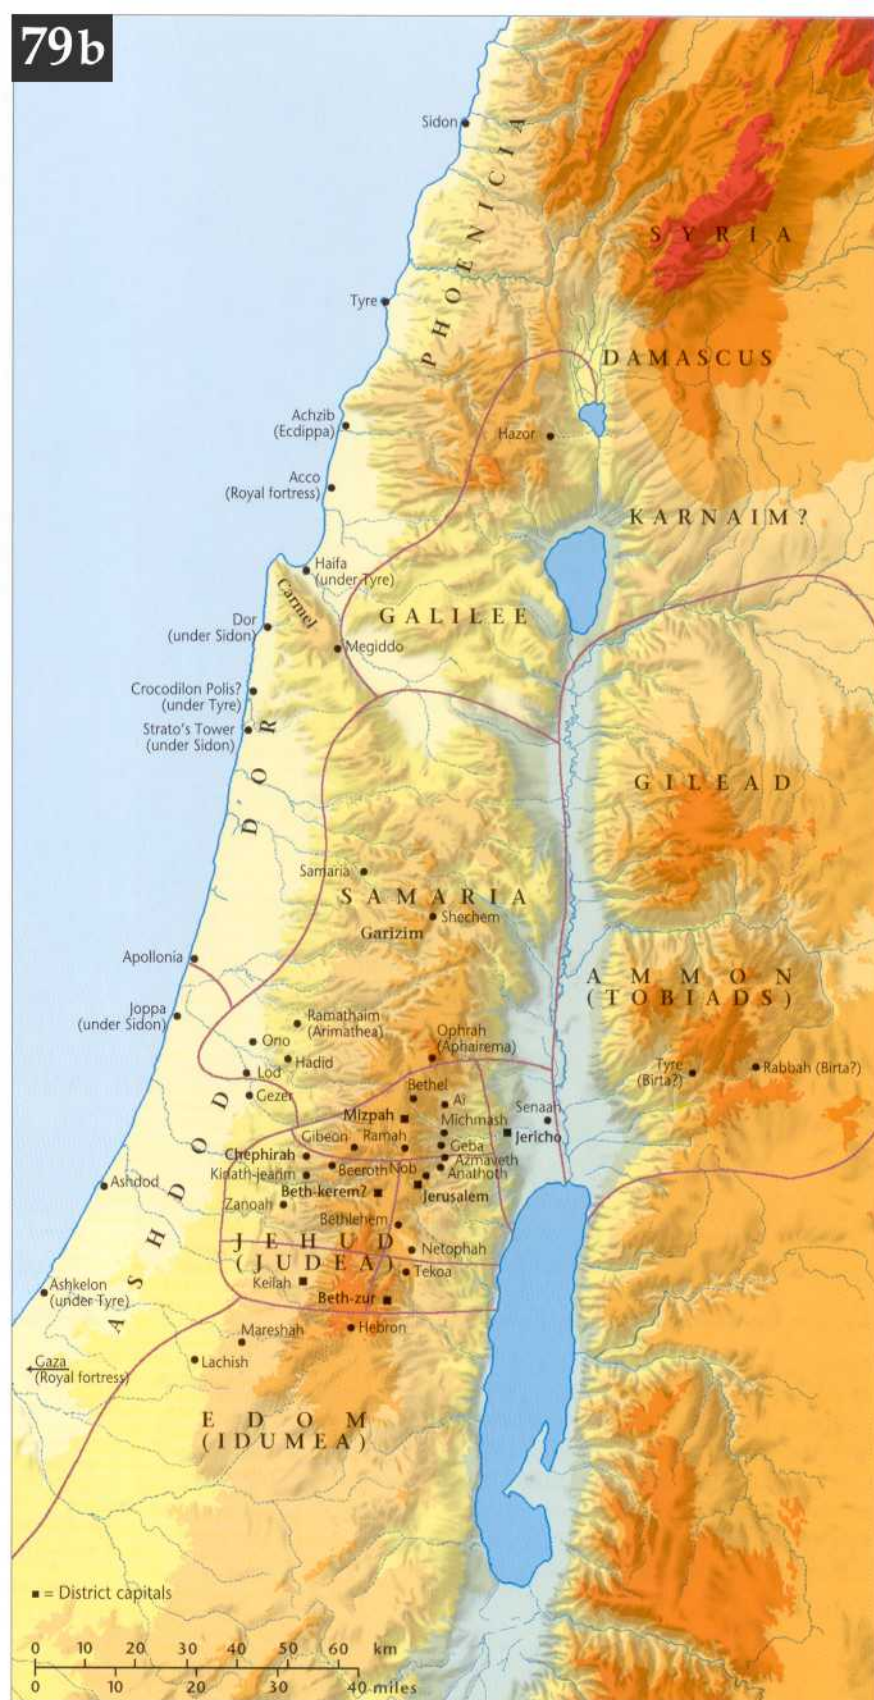 79b
Sidon
PHOENICIA
SYRIA
Tyre
DAMASCUS
Achzib
(Ecdippa)
Hazor
Acco
(Royal fortress)
KARNAIM?
Haifa
(under Tyre)
Carmel
GALILEE
Dor
(under Sidon)
Megiddo
Crocodilon Polis?
(under Tyre)
Strato's Tower
(under Sidon)
DOR
GILEAD
Samaria
SAMARIA
Shechem
Garizim
Apollonia
AMMON
(TOBIADS)
Joppa
(under Sidon)
Ramathaim
(Arimathea)
Ono
Hadid
Ophrah
(Aphairema)
Lod
Tyre
(Birta?)
Rabbah (Birta?)
Gezer
Bethel
Ai
Mizpah
Senaah
Michmash
Jericho
Gibeon
Ramah
Geba
Chephirah
Azmaveth
Kiriath-jearim
Beeroth
Nob
Anathoth
Ashdod
ASHDOD
Beth-kerem?
Jerusalem
Zanoah
Bethlehem
JEHUD
(JUDEA)
Netophah
Keilah
Tekoa
Ashkelon
(under Tyre)
Beth-zur
Mareshah
Hebron
Lachish
Gaza
(Royal fortress)
EDOM
(IDUMEA)
■ = District capitals
0 10 20 30 40 50 60 km
0 10 20 40 miles